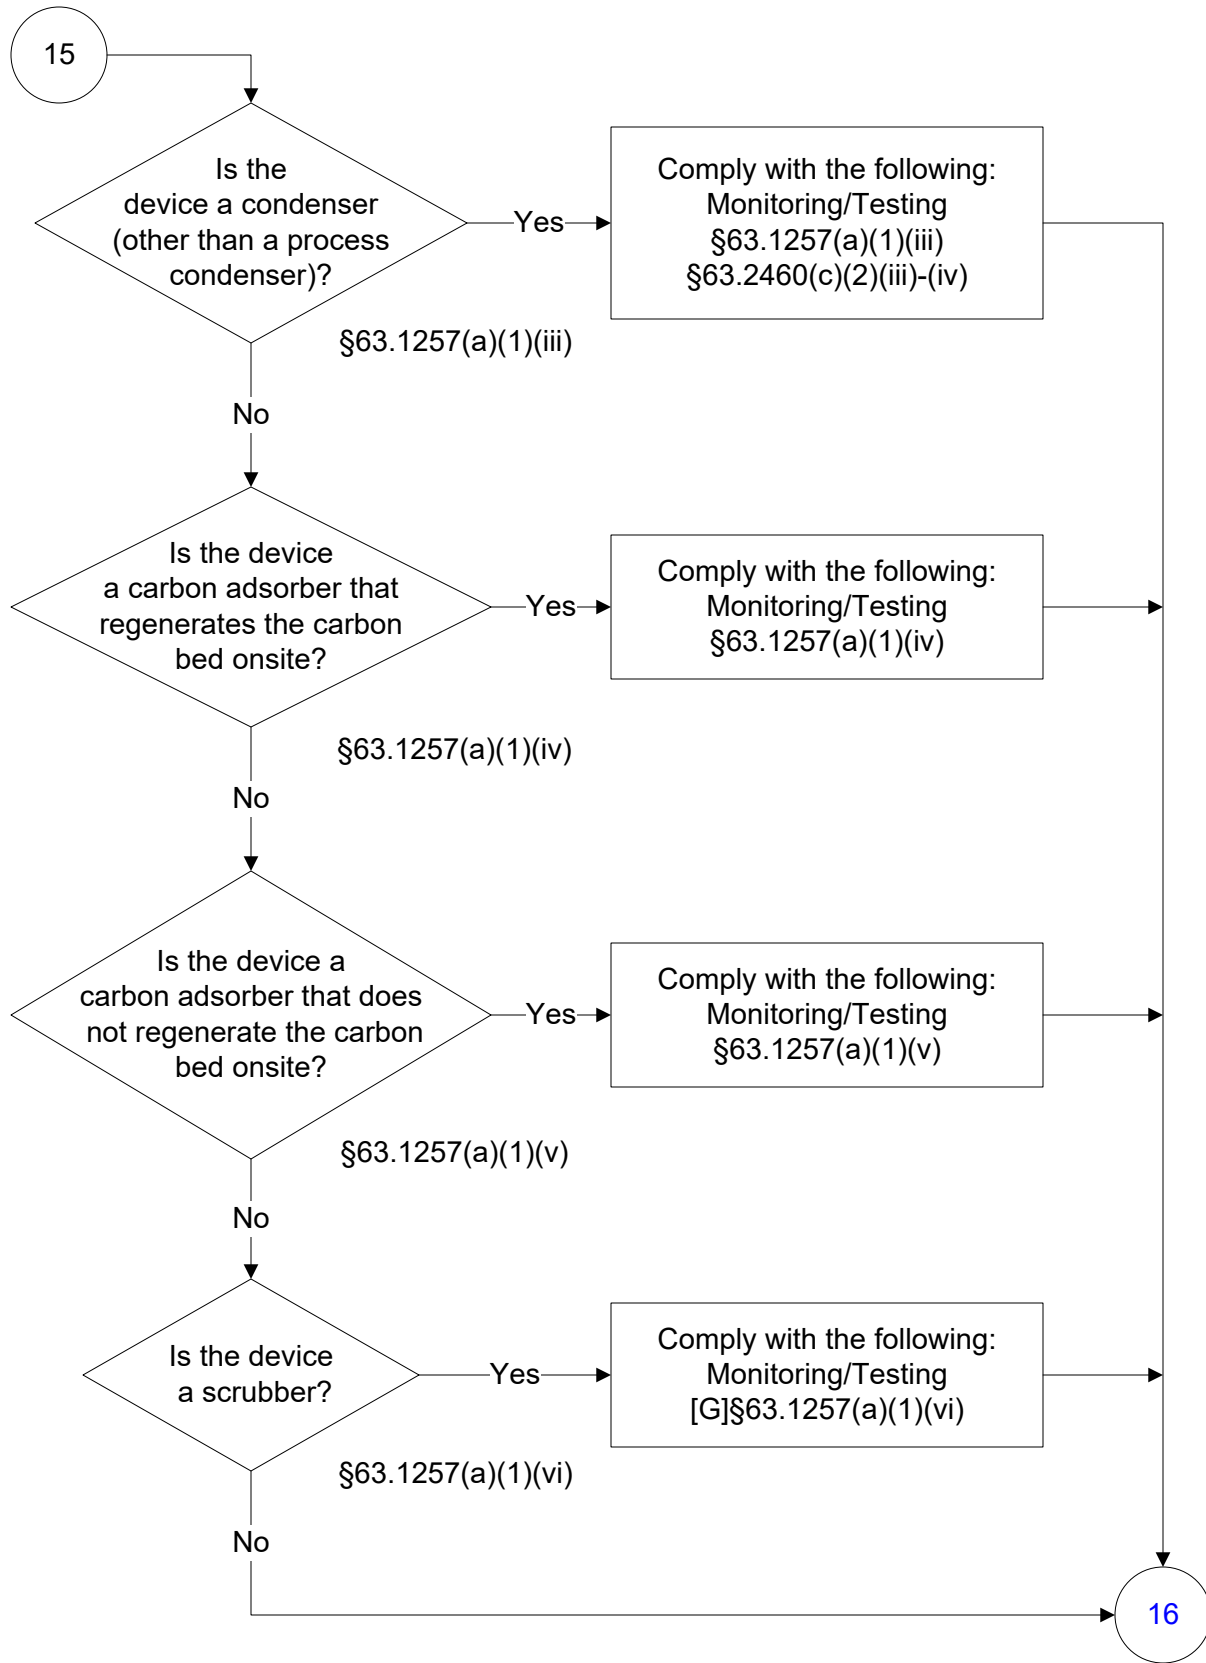 15
Is the
device a condenser
(other than a process
condenser)?
Yes
Comply with the following:
Monitoring/Testing
§63.1257(a)(1)(iii)
§63.2460(c)(2)(iii)-(iv)
§63.1257(a)(1)(iii)
No
Is the device
a carbon adsorber that
regenerates the carbon
bed onsite?
Yes
Comply with the following:
Monitoring/Testing
§63.1257(a)(1)(iv)
§63.1257(a)(1)(iv)
No
Is the device a
carbon adsorber that does
not regenerate the carbon
bed onsite?
Yes
Comply with the following:
Monitoring/Testing
§63.1257(a)(1)(v)
§63.1257(a)(1)(v)
No
Is the device
a scrubber?
Yes
Comply with the following:
Monitoring/Testing
[G]§63.1257(a)(1)(vi)
§63.1257(a)(1)(vi)
No
16